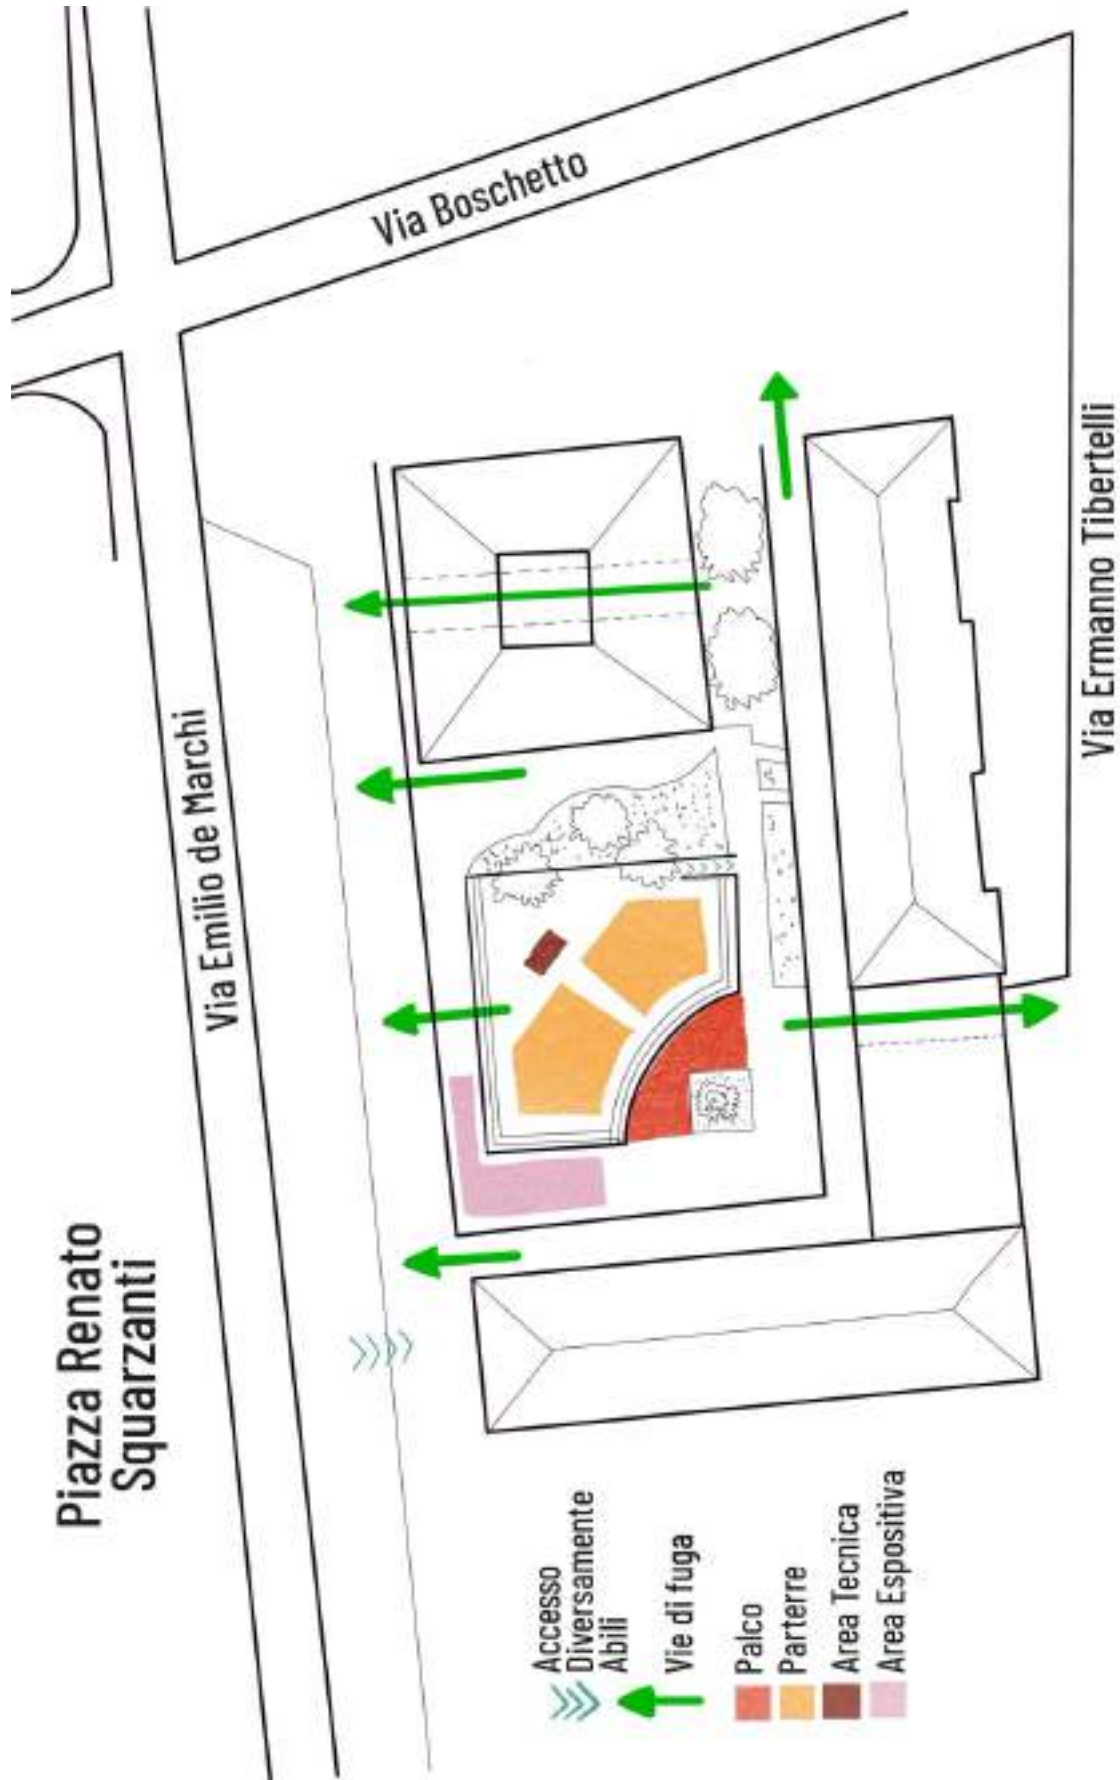 Piazza Renato
Squarzanti
Via Emilio de Marchi
Via Boschetto
Via Ermanno Tibertelli
Accesso
Diversamente
Abili
Vie di fuga
Palco
Parterre
Area Tecnica
Area Espositiva